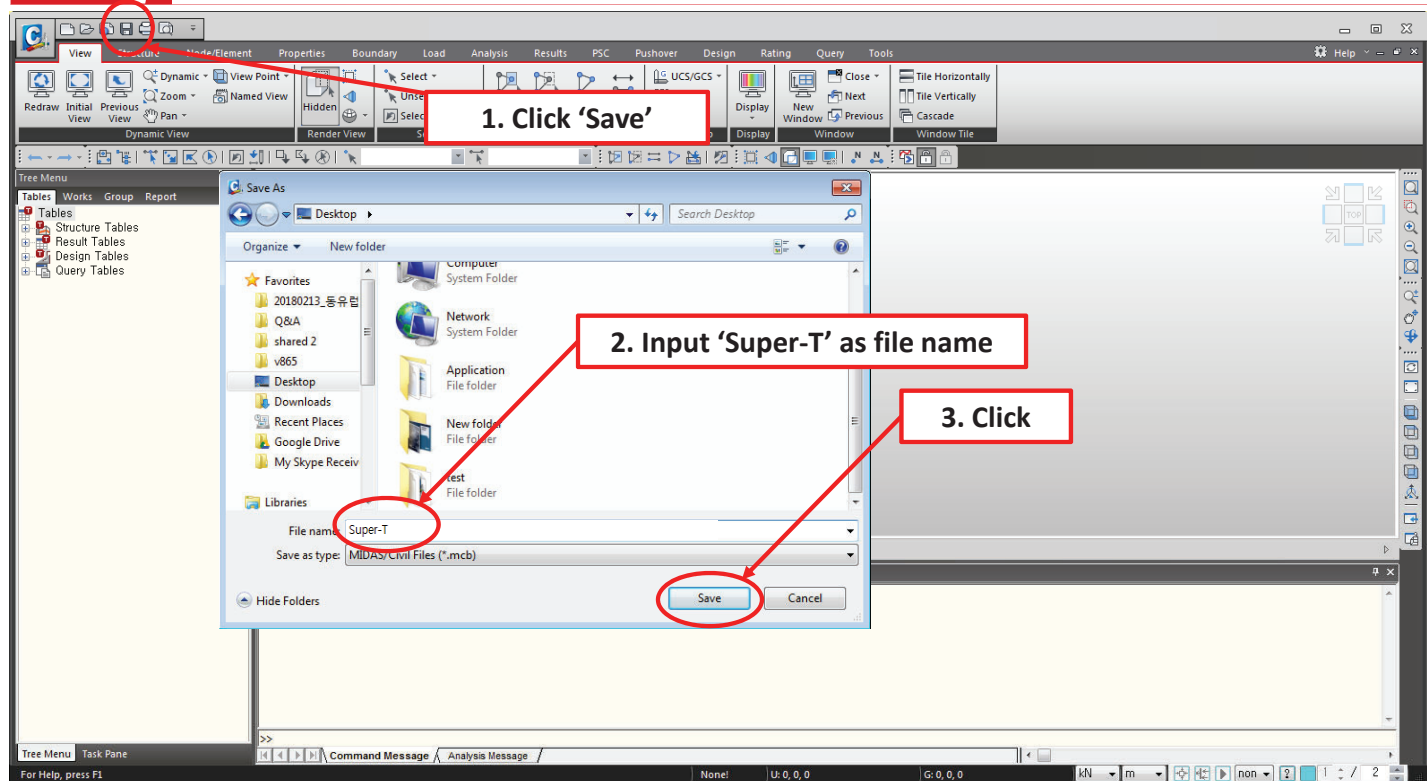 View Structure Node/Element Properties Boundary Load Analysis Results PSC Pushover Design Rating Query Tools Help
Redraw
Initial View
Previous View
Dynamic
Zoom
Pan
View Point
Named View
Hidden
Select
Unse
Selec
UCS/GCS
Display
New Window
Close
Next
Previous
Tile Horizontally
Tile Vertically
Cascade
Dynamic View Render View Display Window Window Tile
1. Click ‘Save’
Tree Menu
Tables Works Group Report
Tables
Structure Tables
Result Tables
Design Tables
Query Tables
TOP
Save As
Desktop
Search Desktop
Organize New folder
Favorites
20180213_동유럽
Q&A
shared 2
v865
Desktop
Downloads
Recent Places
Google Drive
My Skype Receiv
Libraries
Computer
System Folder
Network
System Folder
Application
File folder
New folder
File folder
test
File folder
2. Input ‘Super-T’ as file name
3. Click
File name: Super-T
Save as type: MIDAS/Civil Files (*.mcb)
Hide Folders
Save Cancel
>>
Tree Menu Task Pane
Command Message Analysis Message
For Help, press F1
None! U: 0, 0, 0 G: 0, 0, 0 kN m non 1 / 2